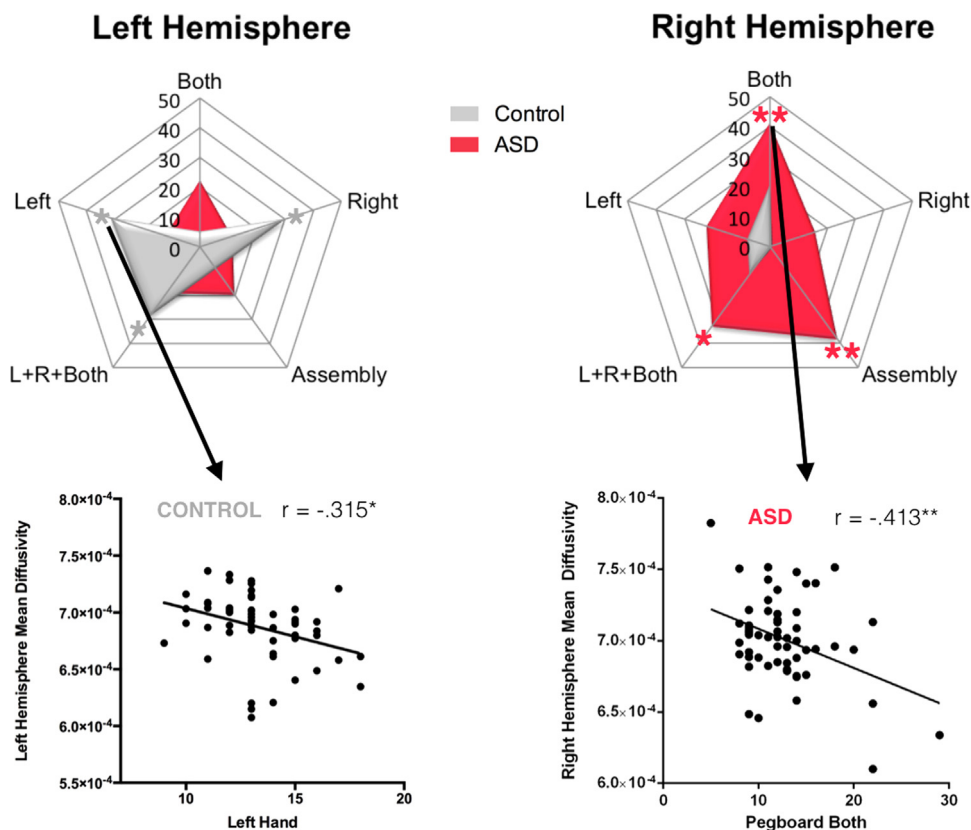 Left Hemisphere
Right Hemisphere
Both
50
40
30
20
10
0
Left
Right
L+R+Both
Assembly
*
*
*
Control
ASD
Both
50
40
30
20
10
0
Left
Right
L+R+Both
Assembly
**
*
**
CONTROL r = -.315*
Left Hemisphere Mean Diffusivity
8.0×10-4
7.5×10-4
7.0×10-4
6.5×10-4
6.0×10-4
5.5×10-4
10 15 20
Left Hand
ASD r = -.413**
Right Hemisphere Mean Diffusivity
8.0×10-4
7.5×10-4
7.0×10-4
6.5×10-4
6.0×10-4
0 10 20 30
Pegboard Both